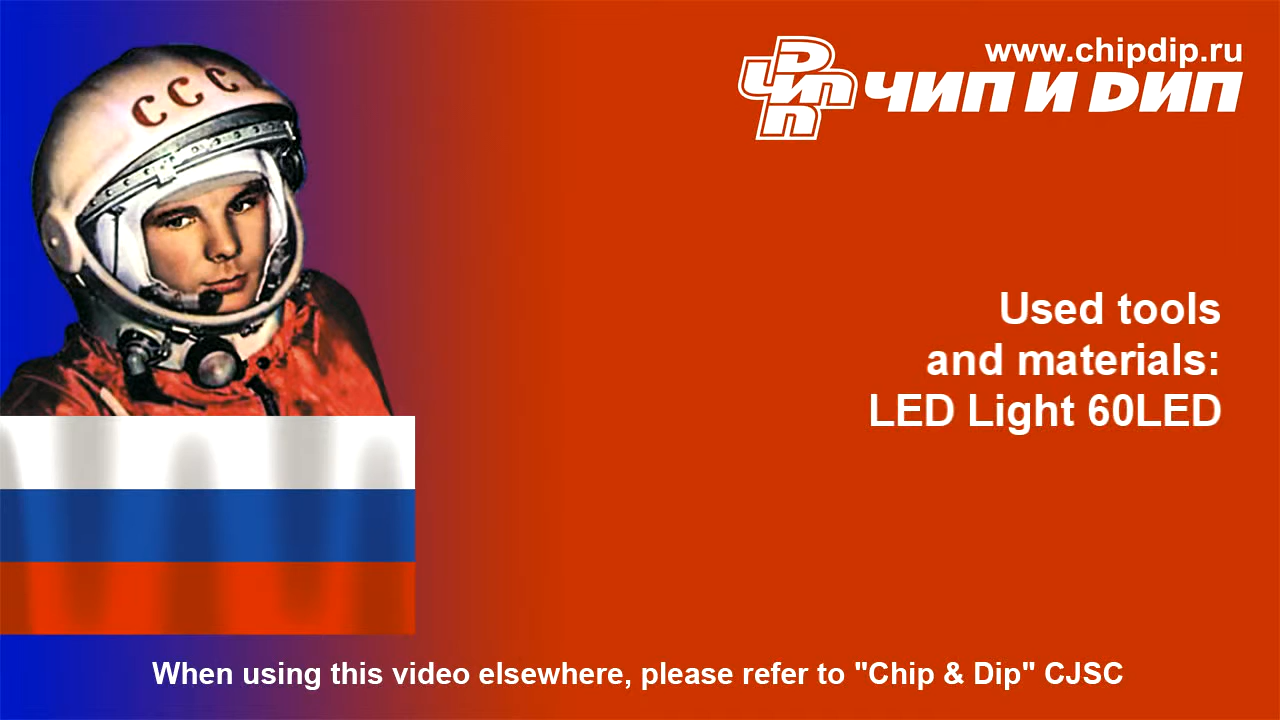 СССР
www.chipdip.ru
ЧИП ЧИП И ДИП
Used tools
and materials:
LED Light 60LED
When using this video elsewhere, please refer to "Chip & Dip" CJSC